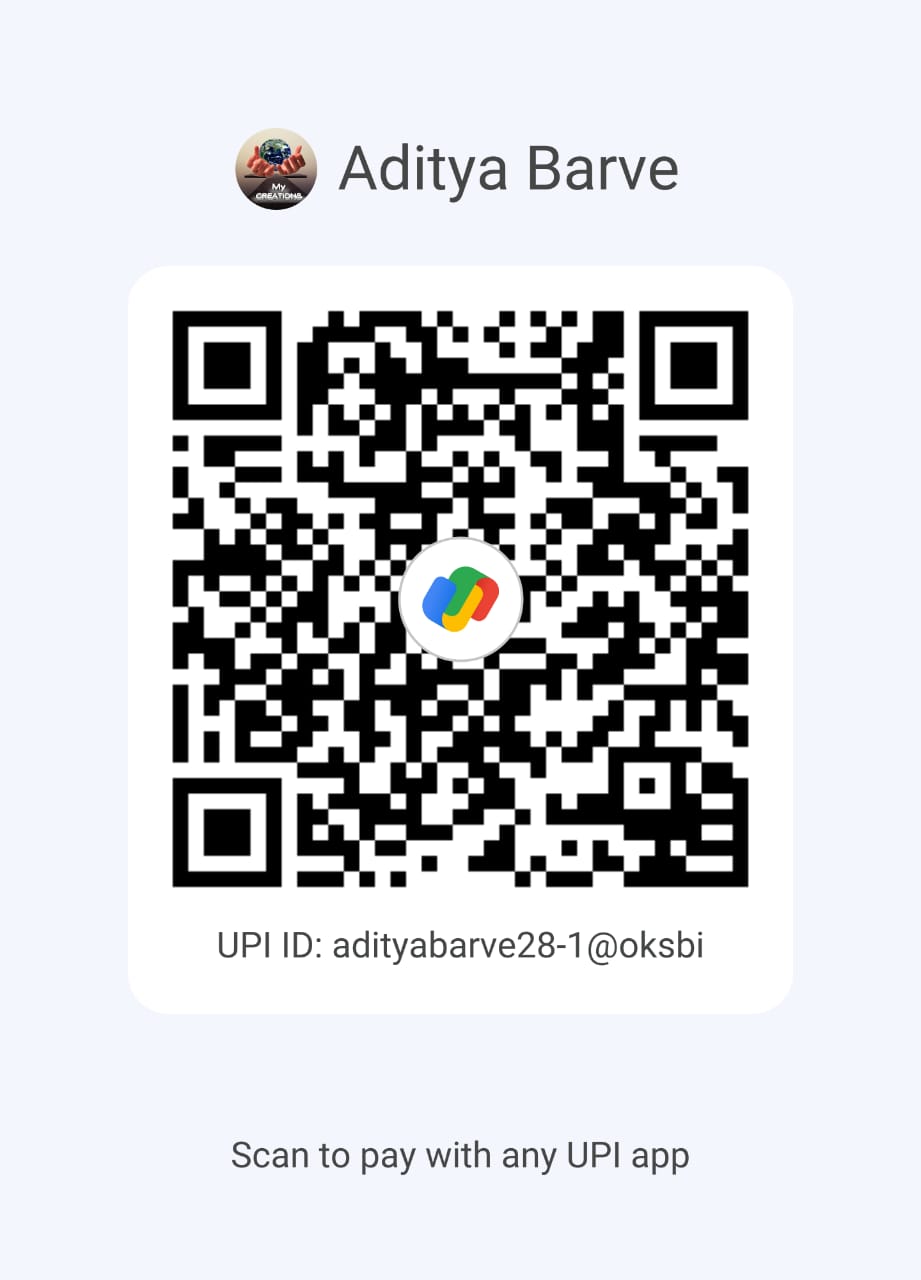 My
CREATIONS
Aditya Barve
UPI ID: adityabarve28-1@oksbi
Scan to pay with any UPI app